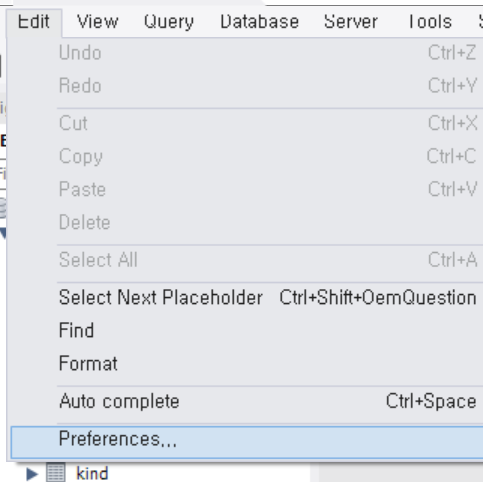 Edit View Query Database Server Tools
Undo Ctrl+Z
Redo Ctrl+Y
Cut Ctrl+X
Copy Ctrl+C
Paste Ctrl+V
Delete
Select All Ctrl+A
Select Next Placeholder Ctrl+Shift+OemQuestion
Find
Format
Auto complete Ctrl+Space
Preferences...
kind